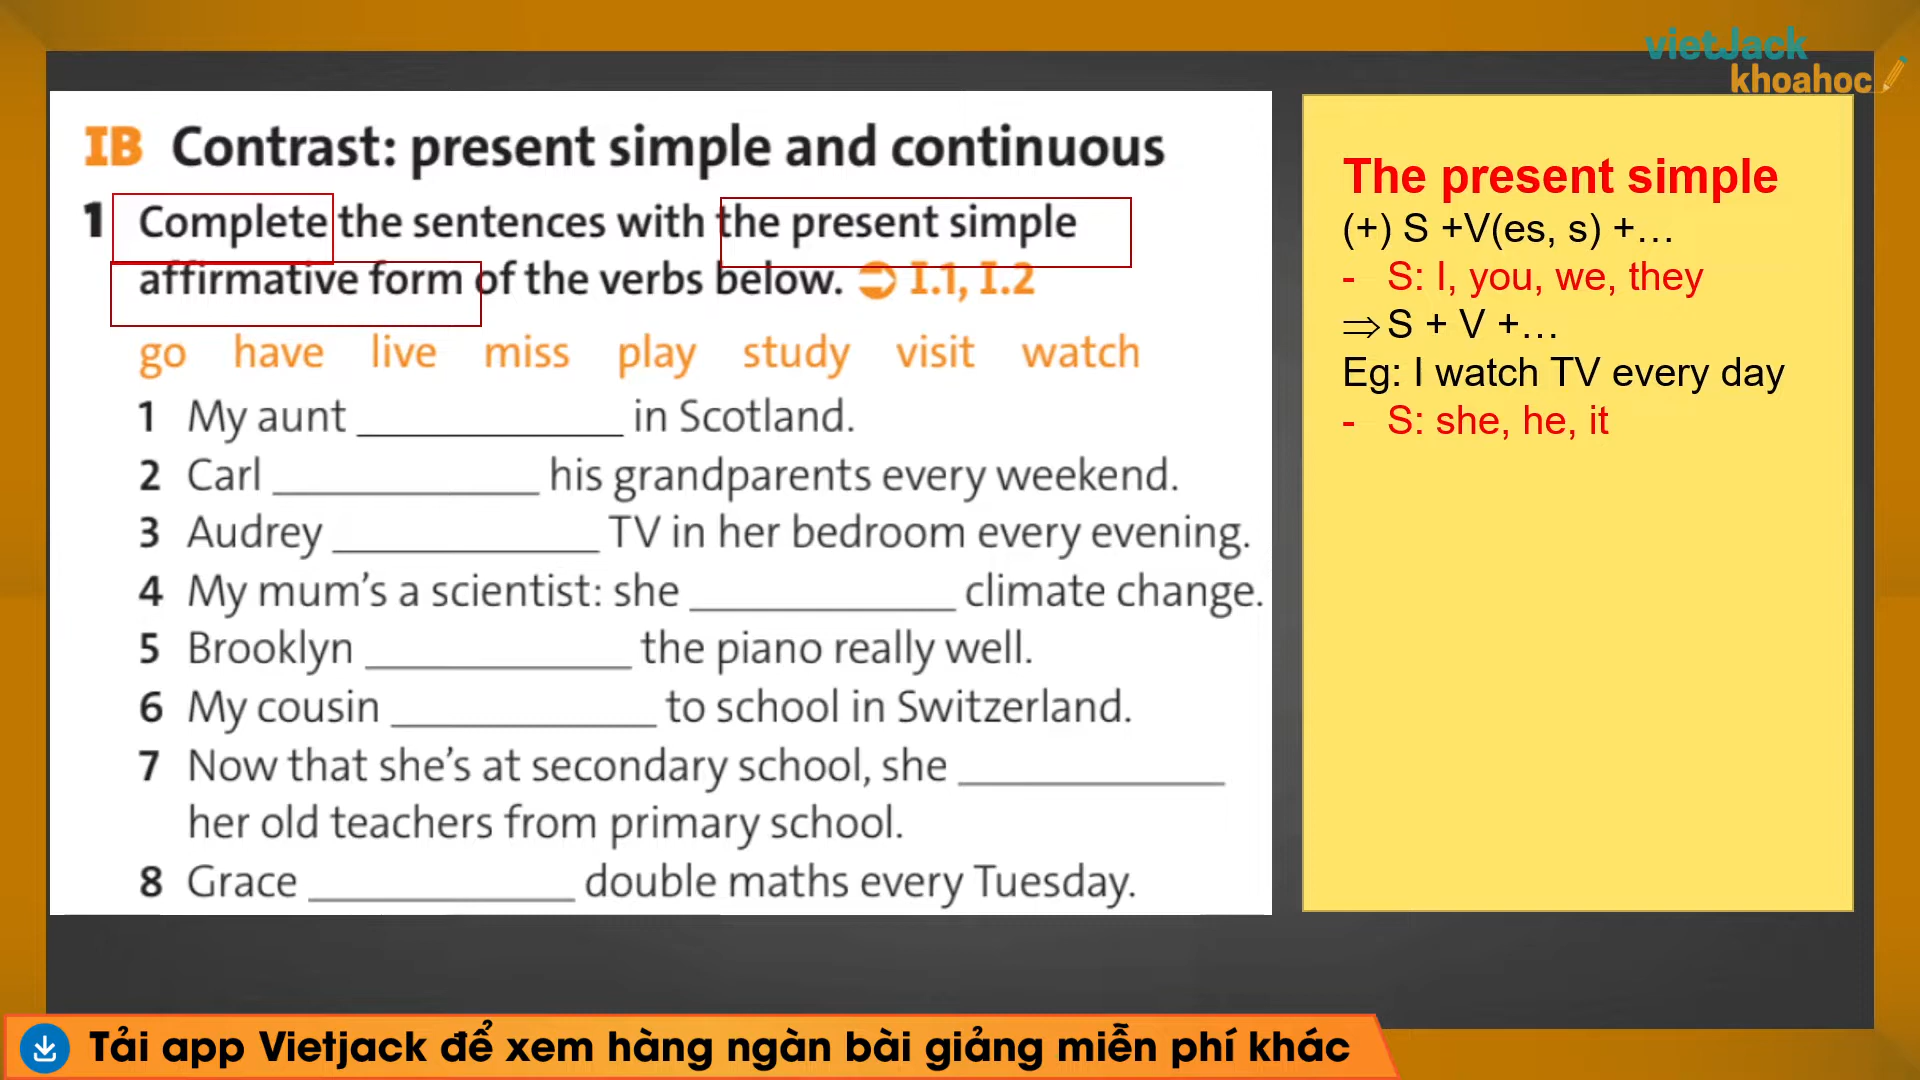 vietJack
khoahoc
IB Contrast: present simple and continuous
1 Complete the sentences with the present simple
affirmative form of the verbs below. ➲ I.1, I.2
go have live miss play study visit watch
1 My aunt ____________ in Scotland.
2 Carl ____________ his grandparents every weekend.
3 Audrey ____________ TV in her bedroom every evening.
4 My mum's a scientist: she ____________ climate change.
5 Brooklyn ____________ the piano really well.
6 My cousin ____________ to school in Switzerland.
7 Now that she's at secondary school, she ____________
her old teachers from primary school.
8 Grace ____________ double maths every Tuesday.
The present simple
(+) S +V(es, s) +…
- S: I, you, we, they
⇒ S + V +…
Eg: I watch TV every day
- S: she, he, it
Tải app Vietjack để xem hàng ngàn bài giảng miễn phí khác